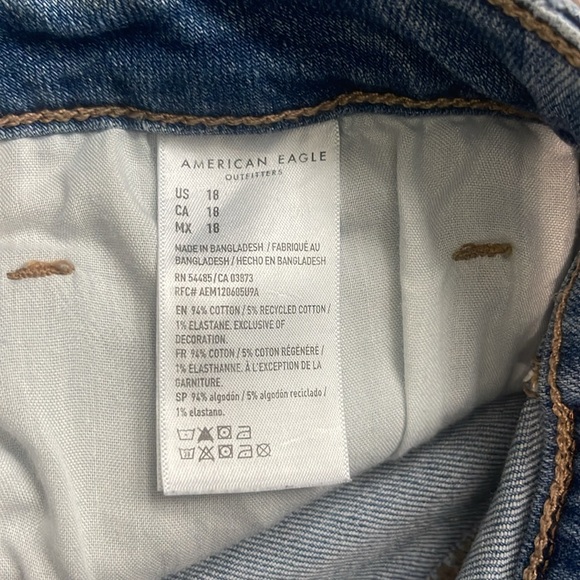 AMERICAN EAGLE
OUTFITTERS
US 18
CA 18
MX 18
MADE IN BANGLADESH / FABRIQUÉ AU
BANGLADESH / HECHO EN BANGLADESH
RN 54485/CA 03873
RFC# AEM120605U9A
EN 94% COTTON / 5% RECYCLED COTTON /
1% ELASTANE. EXCLUSIVE OF
DECORATION.
FR 94% COTON / 5% COTON RÉGÉNÉRÉ /
1% ELASTHANNE. À L'EXCEPTION DE LA
GARNITURE.
SP 94% algodón / 5% algodón reciclado /
1% elastano.